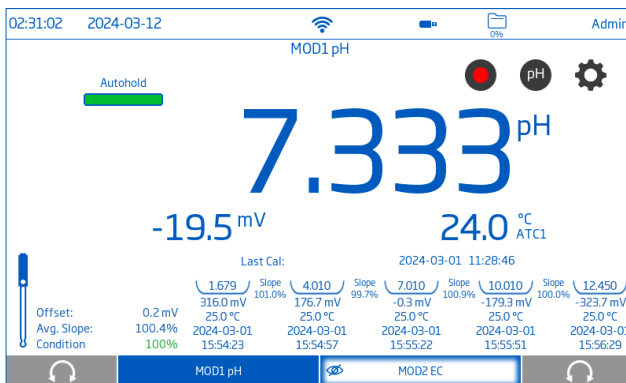 02:31:02 2024-03-12 0% Admin
MOD1 pH
Autohold
pH
7.333 pH
-19.5 mV 24.0 °C ATC1
Last Cal: 2024-03-01 11:28:46
1.679 Slope 101.0% 4.010 Slope 99.7% 7.010 Slope 100.9% 10.010 Slope 100.0% 12.450
316.0 mV 176.7 mV -0.3 mV -179.3 mV -323.7 mV
Offset: 0.2 mV 25.0 °C 25.0 °C 25.0 °C 25.0 °C 25.0 °C
Avg. Slope: 100.4% 2024-03-01 2024-03-01 2024-03-01 2024-03-01 2024-03-01
Condition 100% 15:54:23 15:54:57 15:55:22 15:55:51 15:56:29
MOD1 pH MOD2 EC